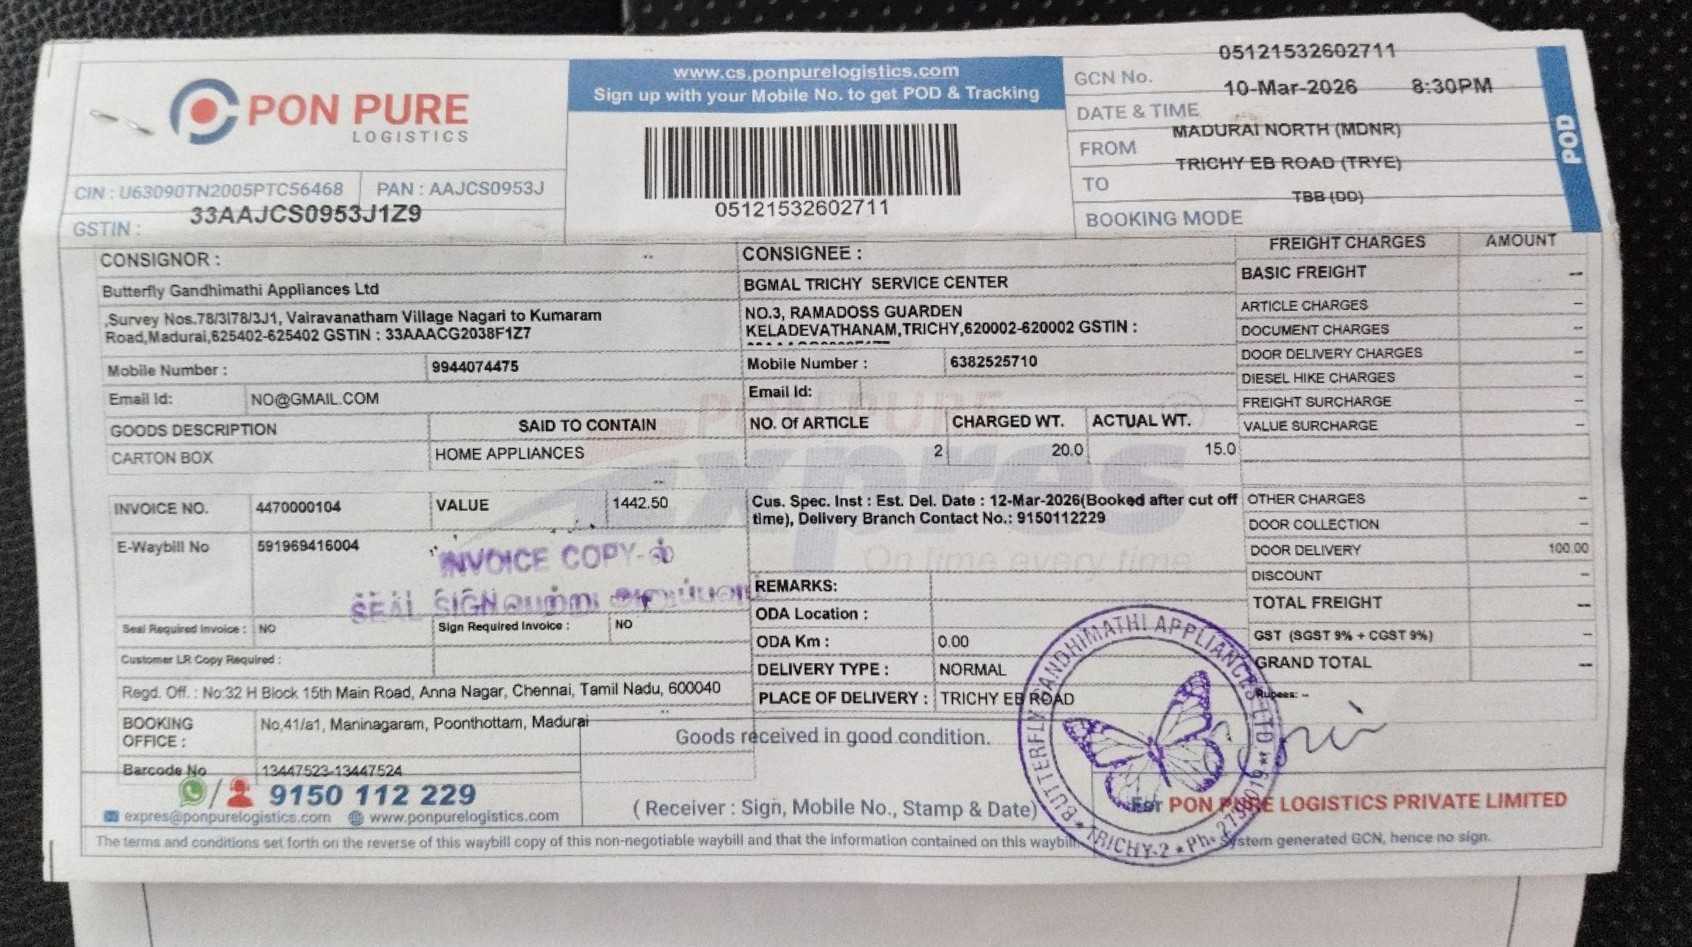 PON PURE
LOGISTICS
CIN : U63090TN2005PTC56468
PAN : AAJCS0953J
GSTIN : 33AAJCS0953J1Z9
www.cs.ponpurelogistics.com
Sign up with your Mobile No. to get POD & Tracking
05121532602711
GCN No. 05121532602711
DATE & TIME 10-Mar-2026 8:30PM
FROM MADURAI NORTH (MDNR)
TO TRICHY EB ROAD (TRYE)
BOOKING MODE TBB (DD)
POD
CONSIGNOR :
Butterfly Gandhimathi Appliances Ltd
,Survey Nos.78/3I78/3J1, Vairavanatham Village Nagari to Kumaram
Road,Madurai,625402-625402 GSTIN : 33AAACG2038F1Z7
Mobile Number : 9944074475
Email Id: NO@GMAIL.COM
CONSIGNEE :
BGMAL TRICHY SERVICE CENTER
NO.3, RAMADOSS GUARDEN
KELADEVATHANAM,TRICHY,620002-620002 GSTIN :
Mobile Number : 6382525710
Email Id:
GOODS DESCRIPTION SAID TO CONTAIN NO. Of ARTICLE CHARGED WT. ACTUAL WT.
CARTON BOX HOME APPLIANCES 2 20.0 15.0
INVOICE NO. 4470000104 VALUE 1442.50
E-Waybill No 591969416004
INVOICE COPY-ல்
SEAL SIGN பெற்று அனுப்பவும்
Seal Required Invoice : NO Sign Required Invoice : NO
Customer LR Copy Required :
Regd. Off. : No:32 H Block 15th Main Road, Anna Nagar, Chennai, Tamil Nadu, 600040
BOOKING OFFICE : No,41/a1, Maninagaram, Poonthottam, Madurai
Barcode No 13447523-13447524
Cus. Spec. Inst : Est. Del. Date : 12-Mar-2026(Booked after cut off
time), Delivery Branch Contact No.: 9150112229
PON PURE
Expres
On time every time
REMARKS:
ODA Location :
ODA Km : 0.00
DELIVERY TYPE : NORMAL
PLACE OF DELIVERY : TRICHY EB ROAD
FREIGHT CHARGES AMOUNT
BASIC FREIGHT --
ARTICLE CHARGES -
DOCUMENT CHARGES -
DOOR DELIVERY CHARGES -
DIESEL HIKE CHARGES -
FREIGHT SURCHARGE -
VALUE SURCHARGE -
OTHER CHARGES -
DOOR COLLECTION -
DOOR DELIVERY 100.00
DISCOUNT -
TOTAL FREIGHT --
GST (SGST 9% + CGST 9%) -
GRAND TOTAL --
Rupees: --
Goods received in good condition.
( Receiver : Sign, Mobile No., Stamp & Date)
BUTTERFLY GANDHIMATHI APPLIANCES LTD
TRICHY-2 * Ph:
For PON PURE LOGISTICS PRIVATE LIMITED
9150 112 229
expres@ponpurelogistics.com www.ponpurelogistics.com
The terms and conditions set forth on the reverse of this waybill copy of this non-negotiable waybill and that the information contained on this waybill
System generated GCN, hence no sign.